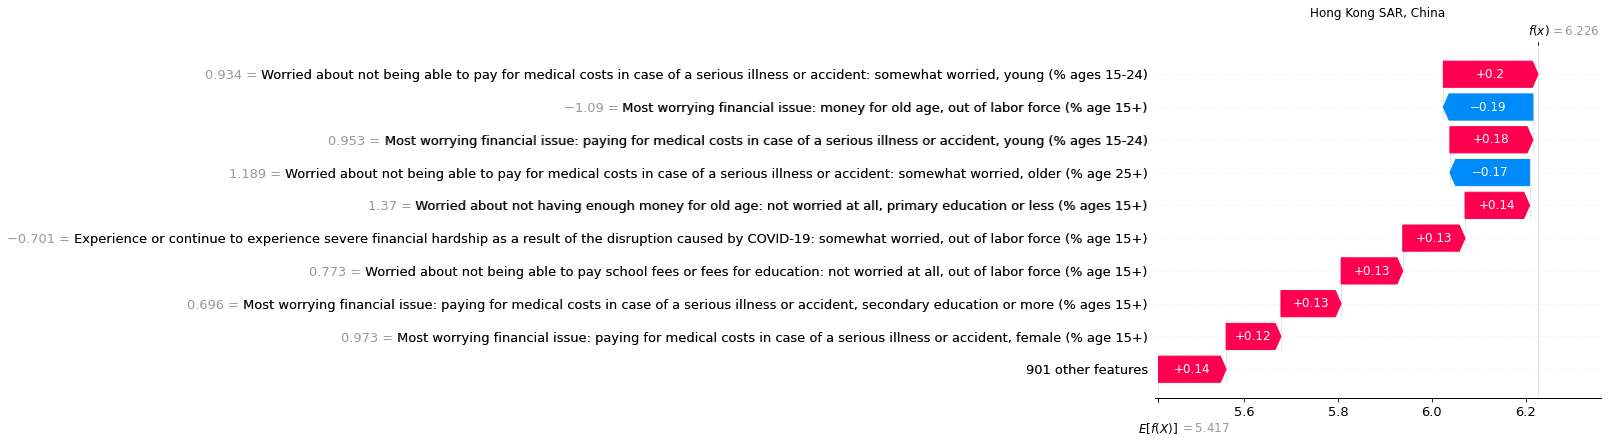 Hong Kong SAR, China
f(x) = 6.226
0.934 = Worried about not being able to pay for medical costs in case of a serious illness or accident: somewhat worried, young (% ages 15-24)
+0.2
−1.09 = Most worrying financial issue: money for old age, out of labor force (% age 15+)
−0.19
0.953 = Most worrying financial issue: paying for medical costs in case of a serious illness or accident, young (% ages 15-24)
+0.18
1.189 = Worried about not being able to pay for medical costs in case of a serious illness or accident: somewhat worried, older (% age 25+)
−0.17
1.37 = Worried about not having enough money for old age: not worried at all, primary education or less (% ages 15+)
+0.14
−0.701 = Experience or continue to experience severe financial hardship as a result of the disruption caused by COVID-19: somewhat worried, out of labor force (% age 15+)
+0.13
0.773 = Worried about not being able to pay school fees or fees for education: not worried at all, out of labor force (% age 15+)
+0.13
0.696 = Most worrying financial issue: paying for medical costs in case of a serious illness or accident, secondary education or more (% ages 15+)
+0.13
0.973 = Most worrying financial issue: paying for medical costs in case of a serious illness or accident, female (% age 15+)
+0.12
901 other features
+0.14
5.6 5.8 6.0 6.2
E[f(X)] = 5.417